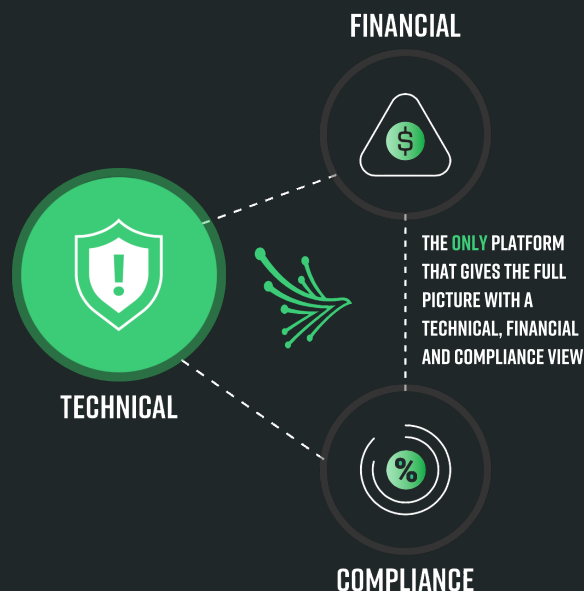 FINANCIAL
$
!
THE ONLY PLATFORM
THAT GIVES THE FULL
PICTURE WITH A
TECHNICAL, FINANCIAL
AND COMPLIANCE VIEW
TECHNICAL
%
COMPLIANCE